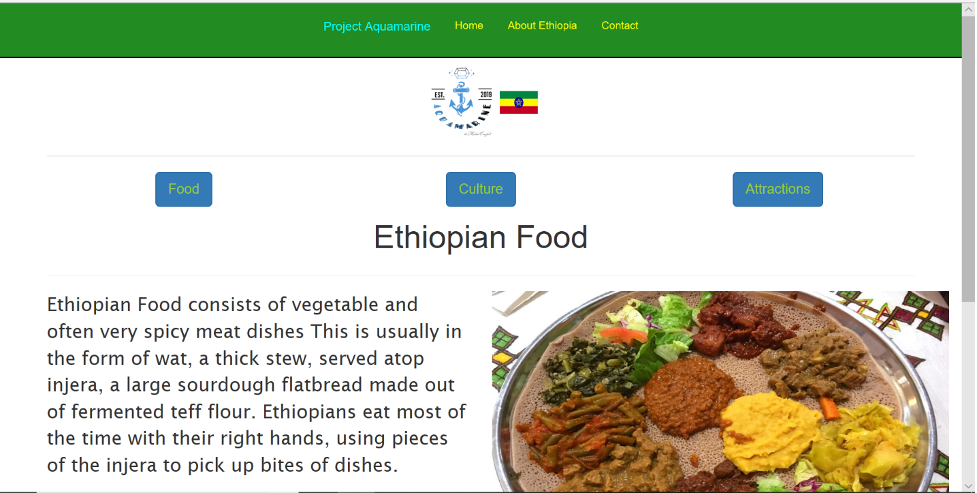 Project Aquamarine Home About Ethiopia Contact
EST. 2019
AQUAMARINE
Food Culture Attractions
Ethiopian Food
Ethiopian Food consists of vegetable and
often very spicy meat dishes This is usually in
the form of wat, a thick stew, served atop
injera, a large sourdough flatbread made out
of fermented teff flour. Ethiopians eat most of
the time with their right hands, using pieces
of the injera to pick up bites of dishes.